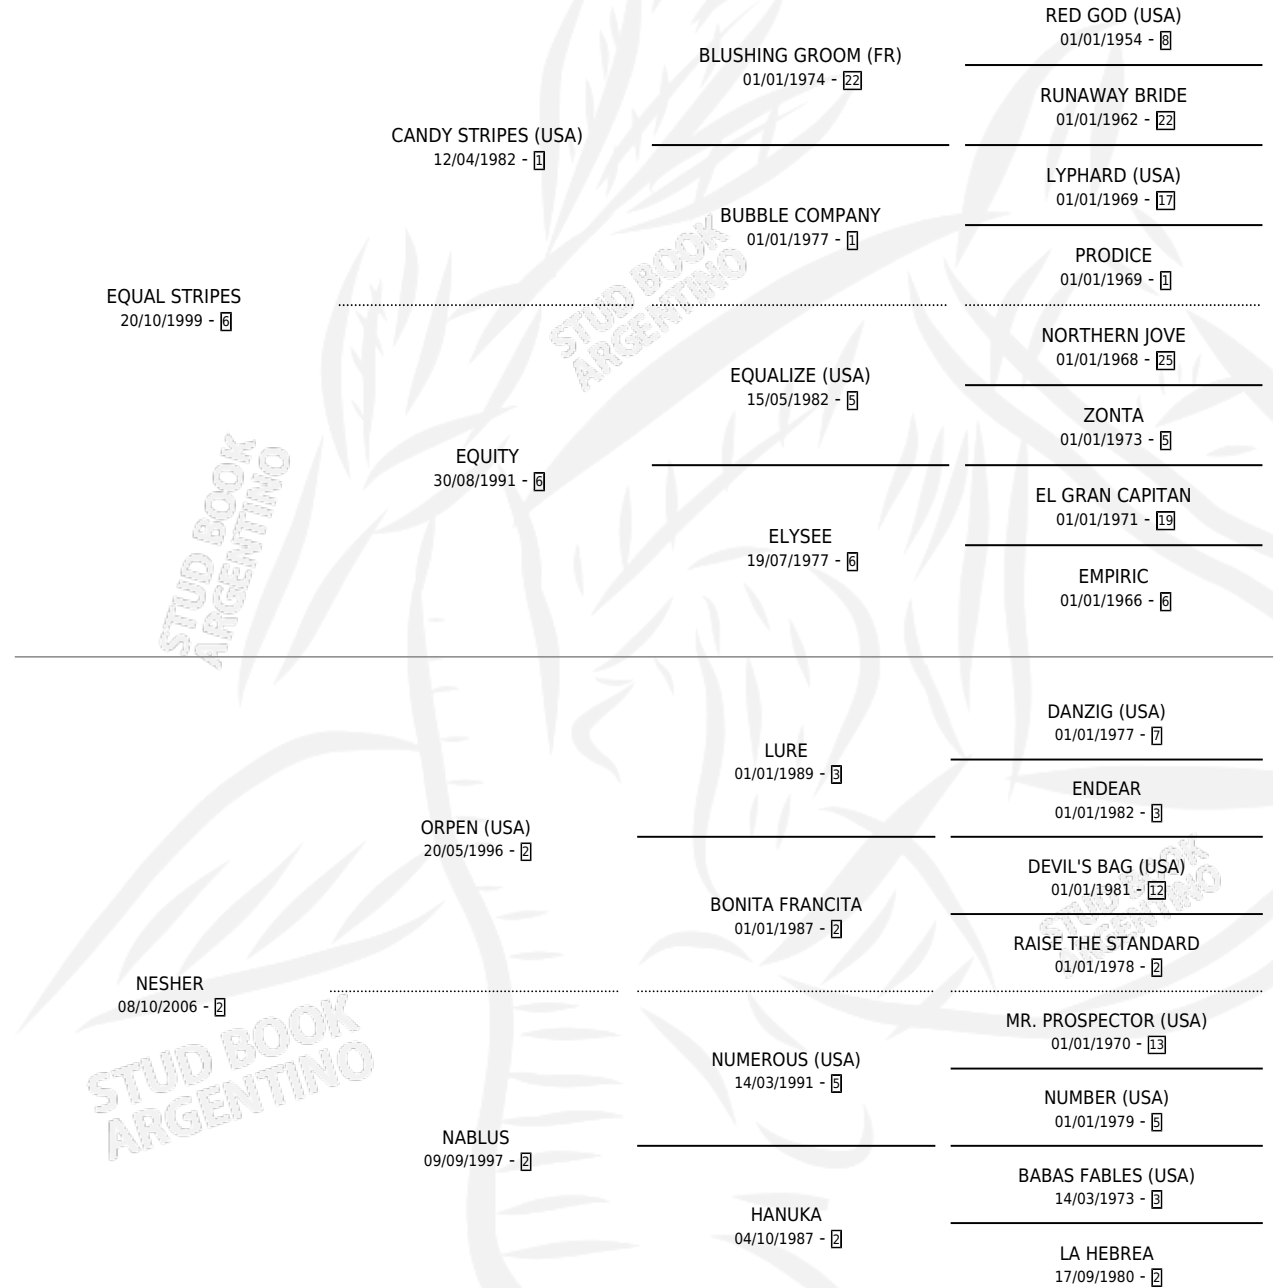 RED GOD (USA)
01/01/1954 - 8
BLUSHING GROOM (FR)
01/01/1974 - 22
RUNAWAY BRIDE
01/01/1962 - 22
CANDY STRIPES (USA)
12/04/1982 - 1
LYPHARD (USA)
01/01/1969 - 17
BUBBLE COMPANY
01/01/1977 - 1
PRODICE
01/01/1969 - 1
EQUAL STRIPES
20/10/1999 - 6
NORTHERN JOVE
01/01/1968 - 25
EQUALIZE (USA)
15/05/1982 - 5
ZONTA
01/01/1973 - 5
EQUITY
30/08/1991 - 6
EL GRAN CAPITAN
01/01/1971 - 19
ELYSEE
19/07/1977 - 6
EMPIRIC
01/01/1966 - 6
STUD BOOK
ARGENTINO
STUD BOOK
ARGENTINO
DANZIG (USA)
01/01/1977 - 7
LURE
01/01/1989 - 3
ENDEAR
01/01/1982 - 3
ORPEN (USA)
20/05/1996 - 2
DEVIL'S BAG (USA)
01/01/1981 - 12
BONITA FRANCITA
01/01/1987 - 2
RAISE THE STANDARD
01/01/1978 - 2
STUD BOOK
ARGENTINO
NESHER
08/10/2006 - 2
MR. PROSPECTOR (USA)
01/01/1970 - 13
NUMEROUS (USA)
14/03/1991 - 5
NUMBER (USA)
01/01/1979 - 5
STUD BOOK
ARGENTINO
NABLUS
09/09/1997 - 2
BABAS FABLES (USA)
14/03/1973 - 3
HANUKA
04/10/1987 - 2
LA HEBREA
17/09/1980 - 2